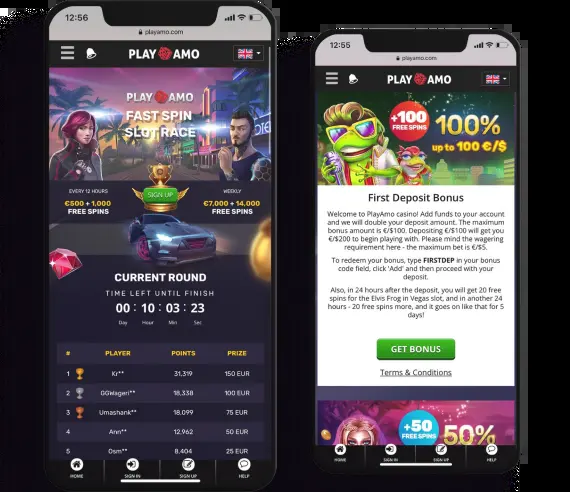 12:56
playamo.com
PLAY AMO
PLAY AMO
FAST SPIN
SLOT RACE
EVERY 12 HOURS
€500 + 1,000
FREE SPINS
SIGN UP
WEEKLY
€7,000 + 14,000
FREE SPINS
CURRENT ROUND
TIME LEFT UNTIL FINISH
00 : 10 : 03 : 23
Day Hour Min Sec
# PLAYER POINTS PRIZE
1 Kr** 31,319 150 EUR
2 GGWageri** 18,338 100 EUR
3 Umashank** 18,099 75 EUR
4 Ann** 12,962 50 EUR
5 Osm** 8,404 25 EUR
HOME SIGN IN SIGN UP HELP
12:55
playamo.com
PLAY AMO
+100
FREE SPINS
100%
up to 100 €/$
First Deposit Bonus
Welcome to PlayAmo casino! Add funds to your account
and we will double your deposit amount. The maximum
bonus amount is €/$100. Depositing €/$100 will get you
€/$200 to begin playing with. Please mind the wagering
requirement here - the maximum bet is €/$5.
To redeem your bonus, type FIRSTDEP in your bonus
code field, click 'Add' and then proceed with your
deposit.
Also, in 24 hours after the deposit, you will get 20 free
spins for the Elvis Frog in Vegas slot, and in another 24
hours - 20 free spins more, and it goes on like that for 5
days!
GET BONUS
Terms & Conditions
+50
FREE SPINS
50%
HOME SIGN IN SIGN UP HELP